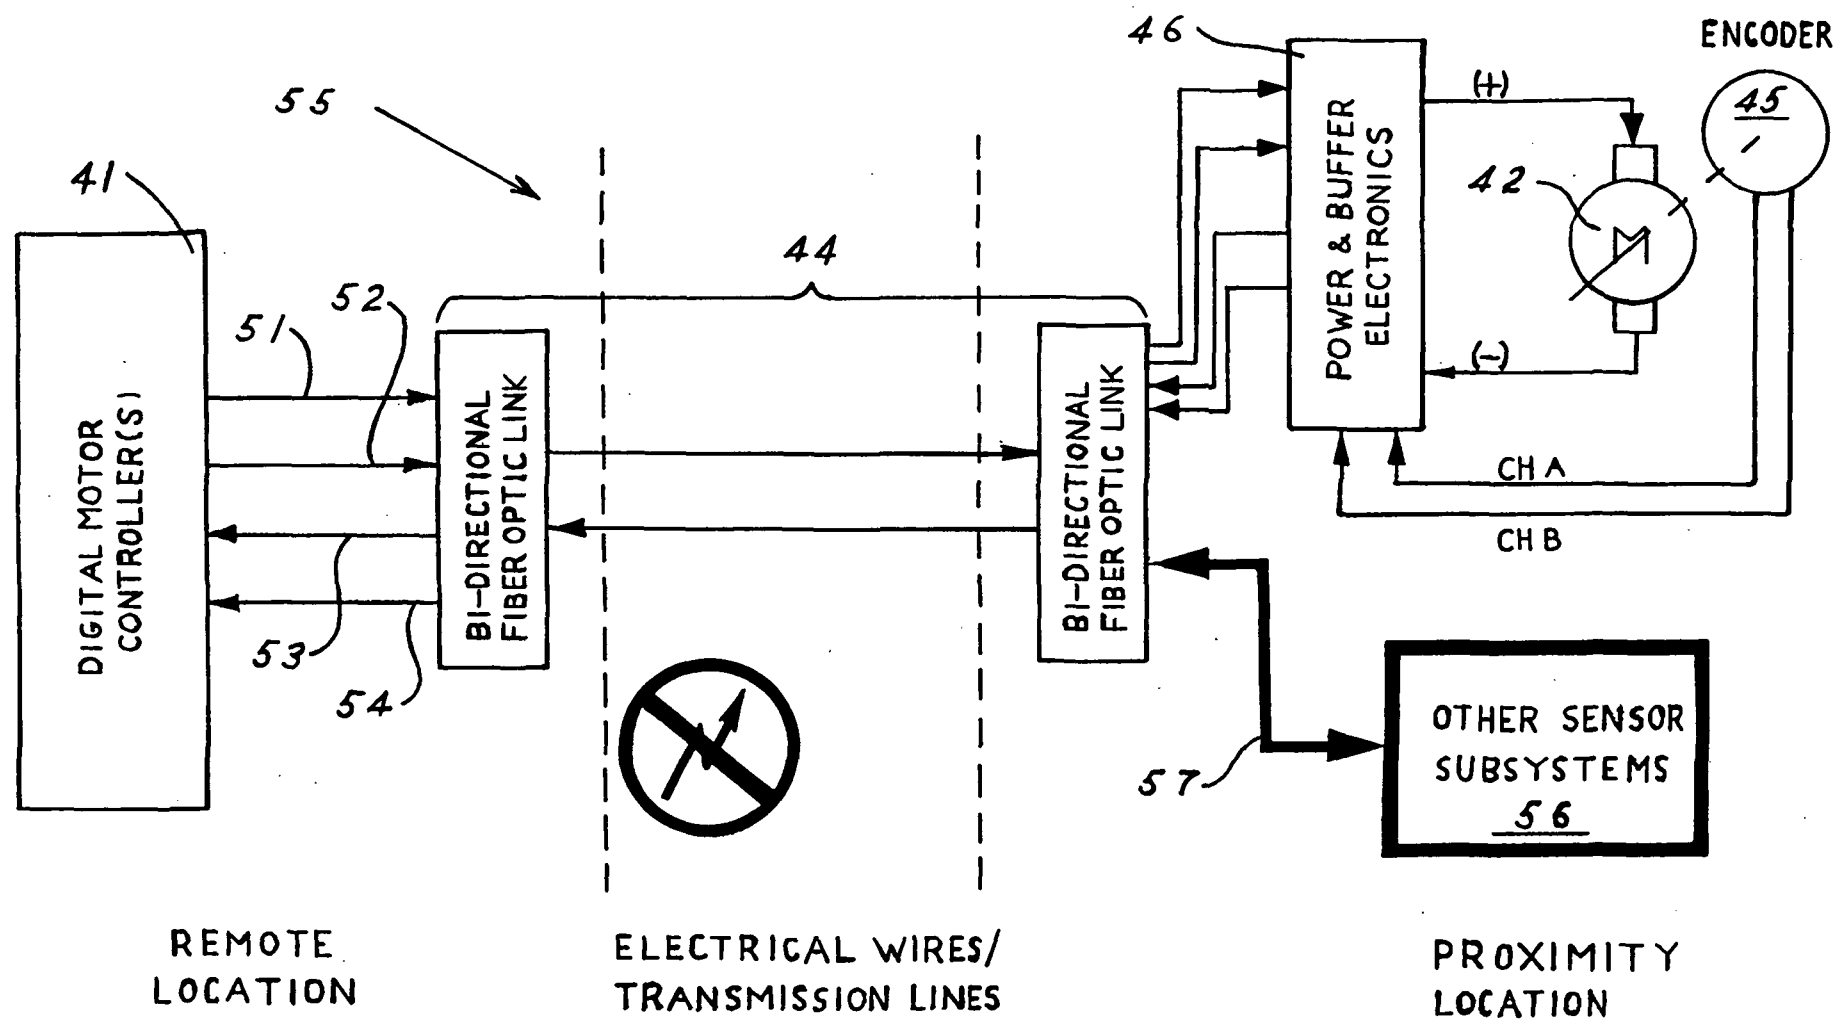 ENCODER
46
45
55
(+)
POWER & BUFFER
ELECTRONICS
42
M
41
44
52
51
(-)
DIGITAL MOTOR
CONTROLLER(S)
BI-DIRECTIONAL
FIBER OPTIC LINK
BI-DIRECTIONAL
FIBER OPTIC LINK
CH A
CH B
53
54
57
OTHER SENSOR
SUBSYSTEMS
56
REMOTE
LOCATION
ELECTRICAL WIRES/
TRANSMISSION LINES
PROXIMITY
LOCATION